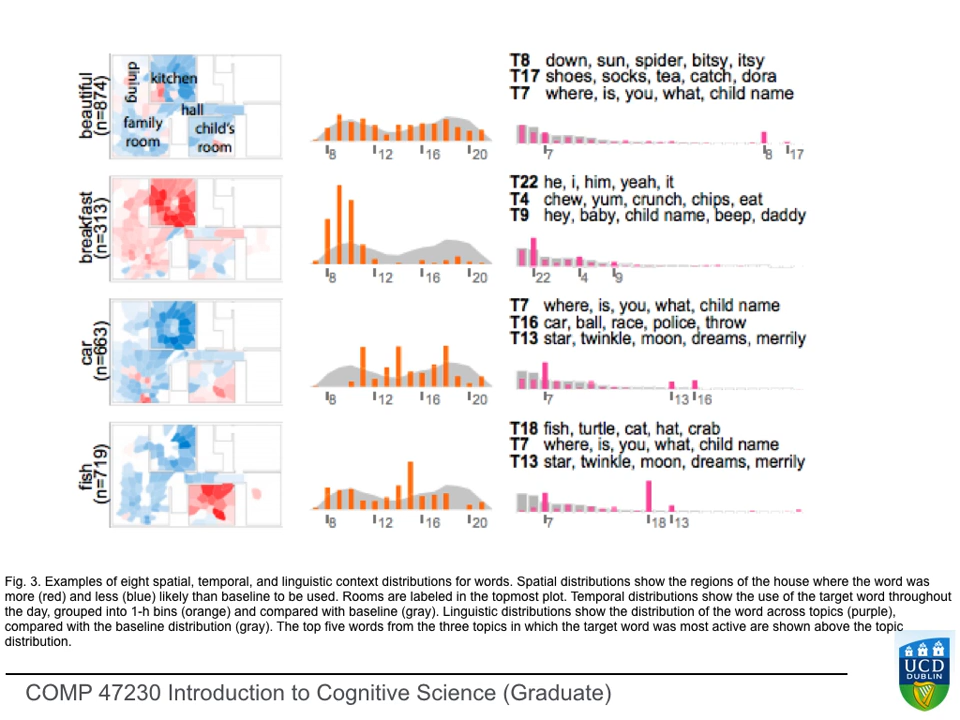 beautiful
(n=874)
dining
kitchen
hall
family
room
child's
room
8 12 16 20
T8 down, sun, spider, bitsy, itsy
T17 shoes, socks, tea, catch, dora
T7 where, is, you, what, child name
7 8 17
breakfast
(n=313)
8 12 16 20
T22 he, i, him, yeah, it
T4 chew, yum, crunch, chips, eat
T9 hey, baby, child name, beep, daddy
22 4 9
car
(n=663)
8 12 16 20
T7 where, is, you, what, child name
T16 car, ball, race, police, throw
T13 star, twinkle, moon, dreams, merrily
7 13 16
fish
(n=719)
8 12 16 20
T18 fish, turtle, cat, hat, crab
T7 where, is, you, what, child name
T13 star, twinkle, moon, dreams, merrily
7 18 13
Fig. 3. Examples of eight spatial, temporal, and linguistic context distributions for words. Spatial distributions show the regions of the house where the word was
more (red) and less (blue) likely than baseline to be used. Rooms are labeled in the topmost plot. Temporal distributions show the use of the target word throughout
the day, grouped into 1-h bins (orange) and compared with baseline (gray). Linguistic distributions show the distribution of the word across topics (purple),
compared with the baseline distribution (gray). The top five words from the three topics in which the target word was most active are shown above the topic
distribution.
COMP 47230 Introduction to Cognitive Science (Graduate)
UCD
DUBLIN